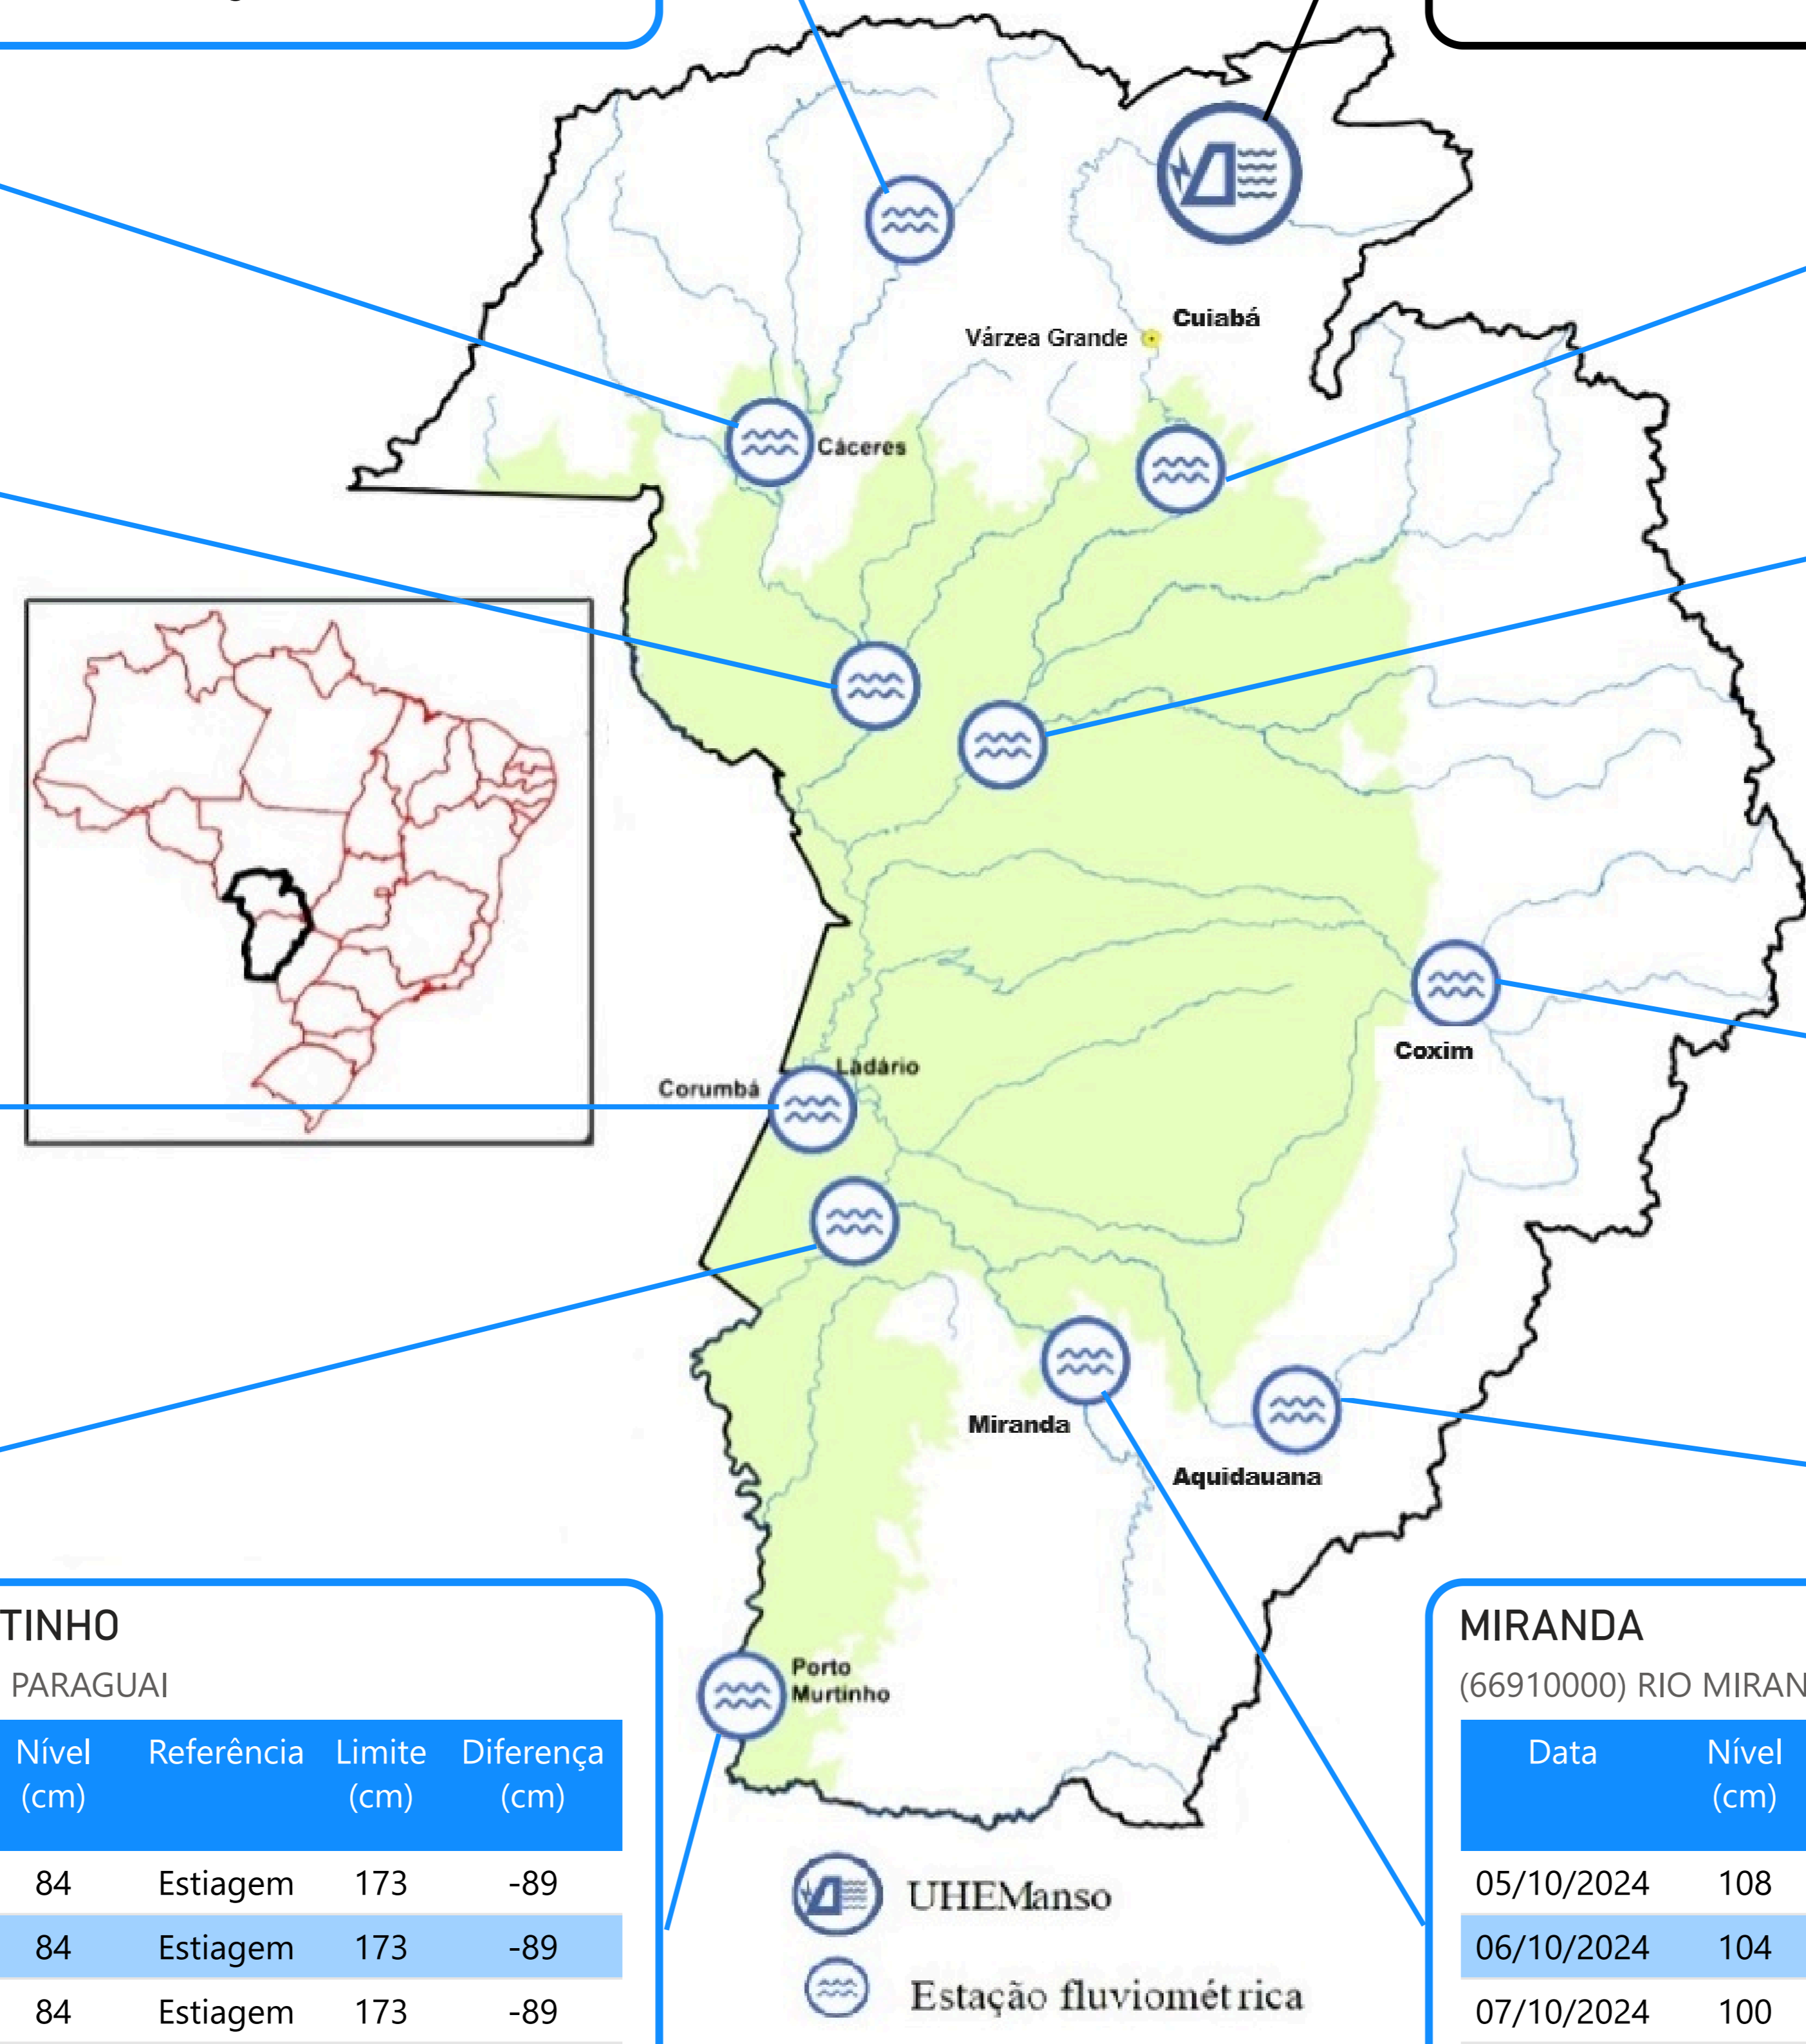 Cuiabá
Várzea Grande
Cáceres
Coxim
Ladário
Corumbá
Miranda
Aquidauana
Porto
Murtinho
TINHO
PARAGUAI
Nível (cm) Referência Limite (cm) Diferença (cm)
84 Estiagem 173 -89
84 Estiagem 173 -89
84 Estiagem 173 -89
UHEManso
Estação fluviométrica
MIRANDA
(66910000) RIO MIRAN
Data Nível (cm)
05/10/2024 108
06/10/2024 104
07/10/2024 100